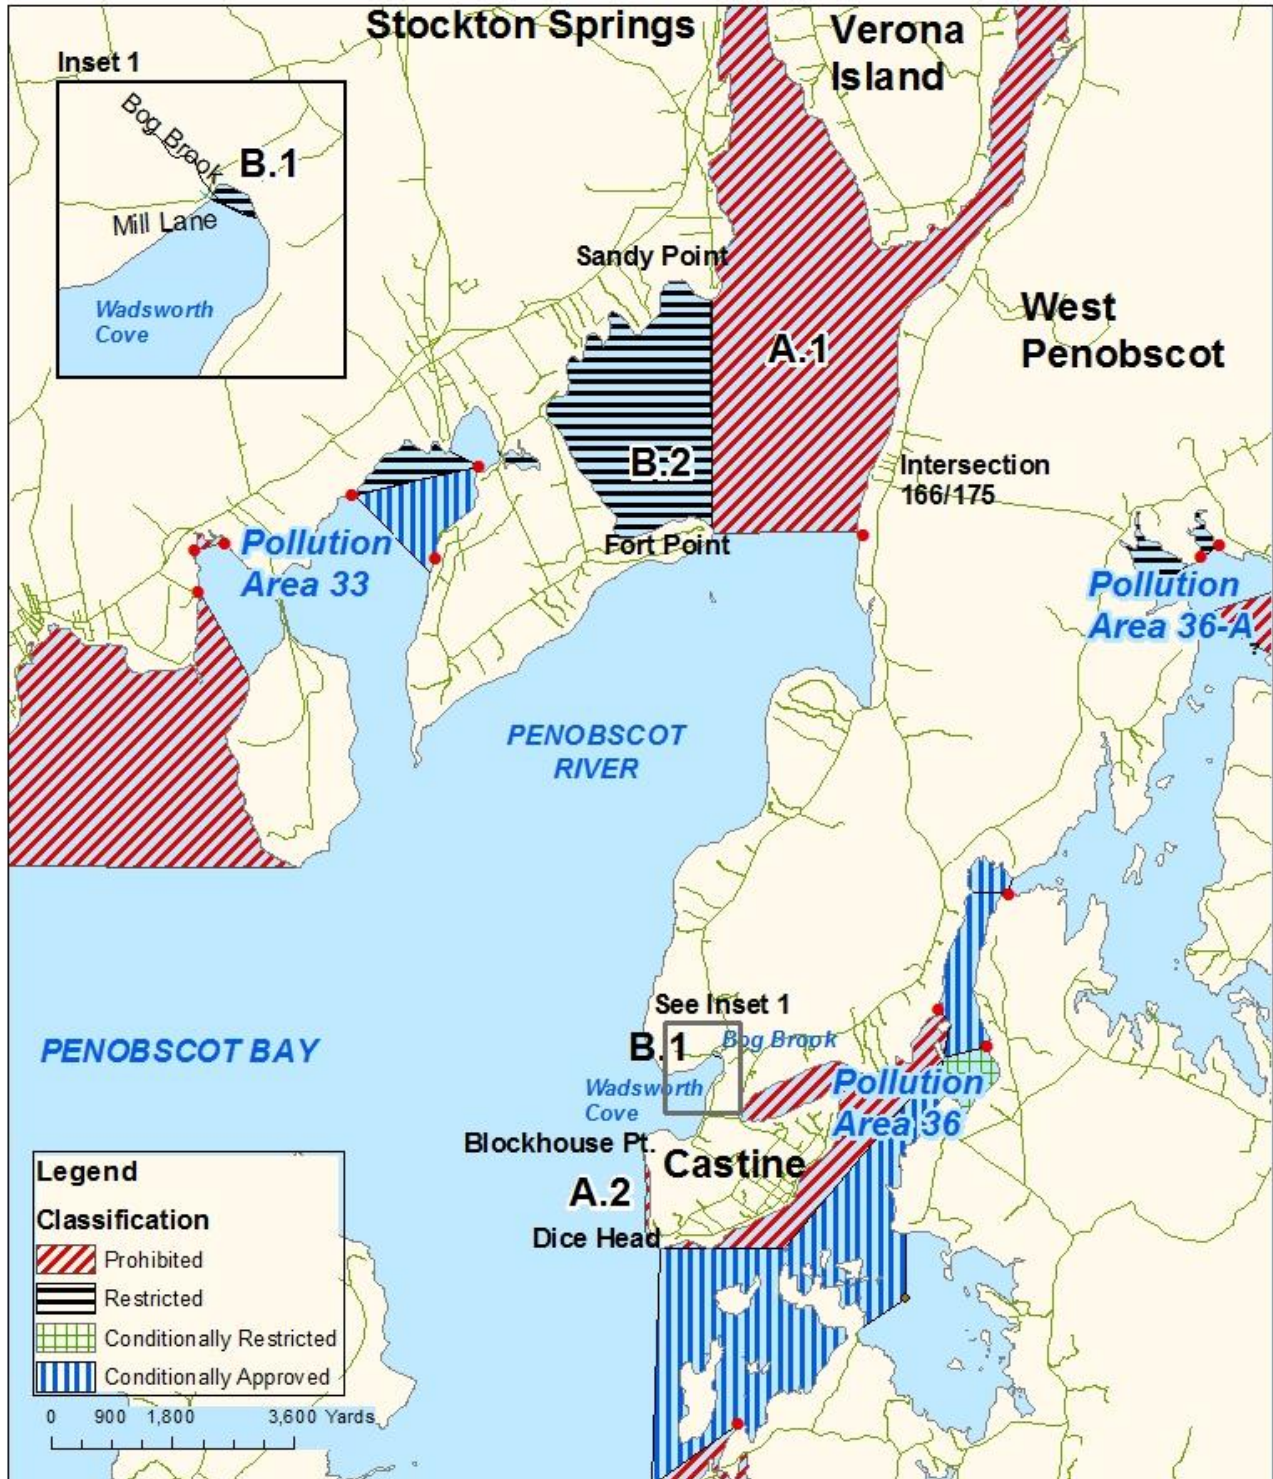 Stockton Springs
Verona
Island
Inset 1
Bog Brook
B.1
Mill Lane
Wadsworth
Cove
Sandy Point
West
Penobscot
A.1
B.2
Intersection
166/175
Fort Point
Pollution
Area 33
Pollution
Area 36-A
?
PENOBSCOT
RIVER
See Inset 1
B.1
Bog Brook
PENOBSCOT BAY
Wadsworth
Cove
Pollution
Area 36
Blockhouse Pt.
Castine
A.2
Dice Head
Legend
Classification
Prohibited
Restricted
Conditionally Restricted
Conditionally Approved
0 900 1,800 3,600 Yards